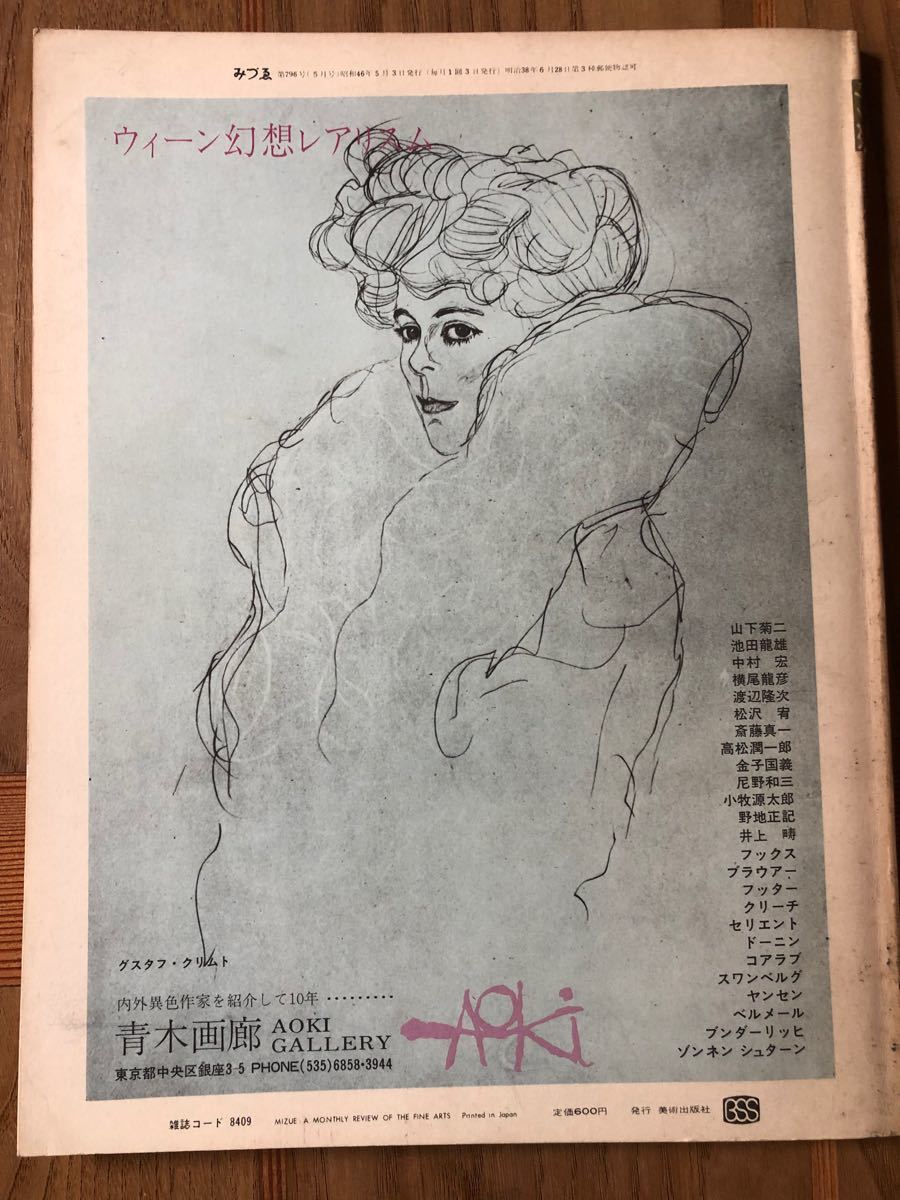 みづゑ 第796号(5月号)昭和46年5月3日発行(毎月1回3日発行)明治38年6月28日第3種郵便物認可
ウィーン幻想レアリスム
山下菊二
池田龍雄
中村 宏
横尾龍彦
渡辺隆次
松沢 宥
斎藤真一
高松潤一郎
金子国義
尼野和三
小牧源太郎
野地正記
井上 疇
フックス
ブラウアー
フッター
クリーチ
セリエント
ドーニン
コアラブ
スワンベルグ
ヤンセン
ベルメール
ブンダーリッヒ
ゾンネン シュターン
グスタフ・クリムト
内外異色作家を紹介して10年 ·········
青木画廊 AOKI GALLERY
AOKi
東京都中央区銀座3-5 PHONE(535)6858•3944
雑誌コード 8409 MIZUE : A MONTHLY REVIEW OF THE FINE ARTS Printed in Japan 定価600円 発行 美術出版社 BSS